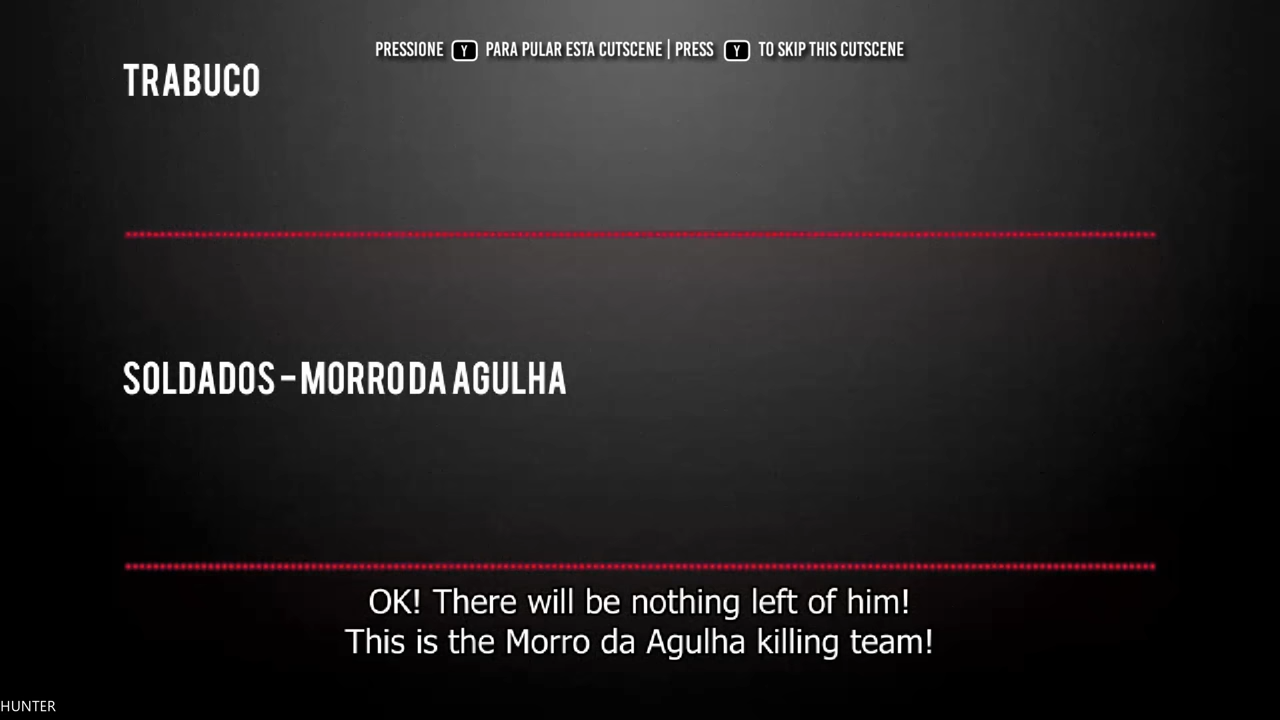 PRESSIONE Y PARA PULAR ESTA CUTSCENE | PRESS Y TO SKIP THIS CUTSCENE
TRABUCO
SOLDADOS - MORRO DA AGULHA
OK! There will be nothing left of him!
This is the Morro da Agulha killing team!
HUNTER